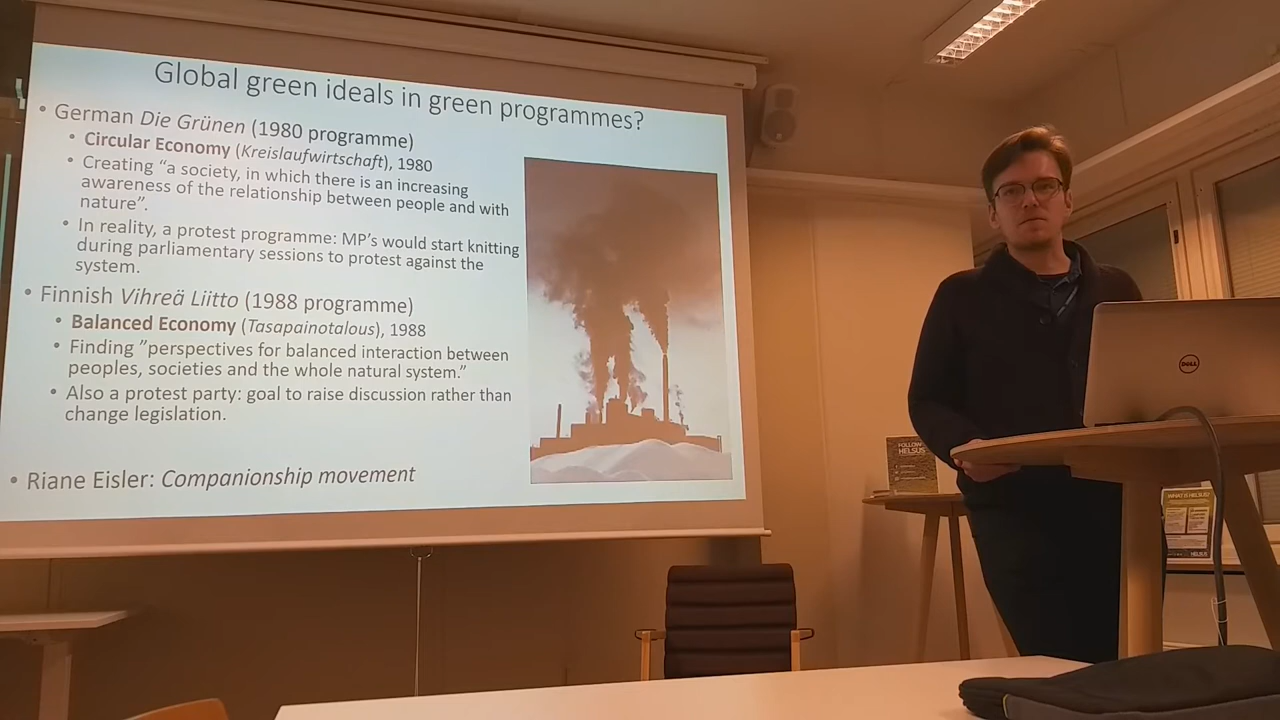 Global green ideals in green programmes?
• German Die Grünen (1980 programme)
• Circular Economy (Kreislaufwirtschaft), 1980
• Creating “a society, in which there is an increasing
awareness of the relationship between people and with
nature”.
• In reality, a protest programme: MP’s would start knitting
during parliamentary sessions to protest against the
system.
• Finnish Vihreä Liitto (1988 programme)
• Balanced Economy (Tasapainotalous), 1988
• Finding ”perspectives for balanced interaction between
peoples, societies and the whole natural system.”
• Also a protest party: goal to raise discussion rather than
change legislation.
• Riane Eisler: Companionship movement
DELL
FOLLOW
HELSUS
WHAT IS HELSUS?
HELSUS